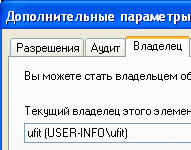 Дополнительные параметры
Разрешения Аудит Владелец
Вы можете стать владельцем об
Текущий владелец этого элемен
ufit (USER-INFO\ufit)